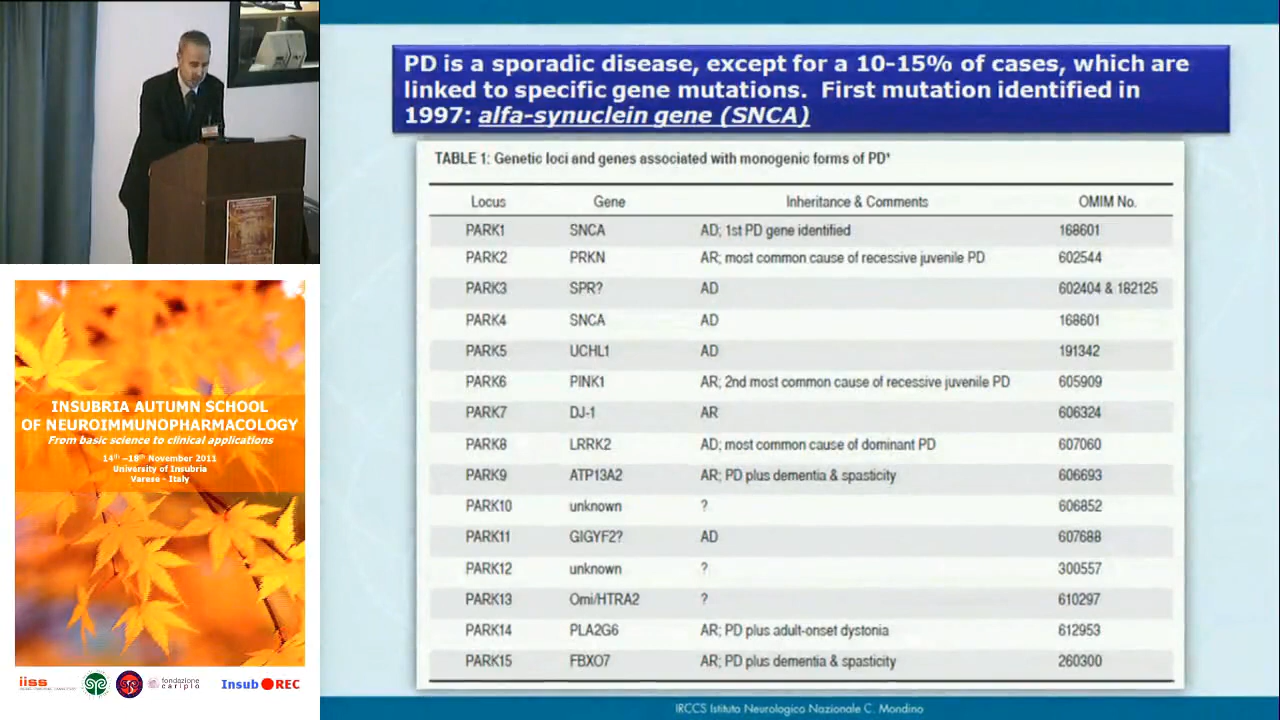 PD is a sporadic disease, except for a 10-15% of cases, which are
linked to specific gene mutations. First mutation identified in
1997: alfa-synuclein gene (SNCA)
TABLE 1: Genetic loci and genes associated with monogenic forms of PD*
Locus Gene Inheritance & Comments OMIM No.
PARK1 SNCA AD; 1st PD gene identified 168601
PARK2 PRKN AR; most common cause of recessive juvenile PD 602544
PARK3 SPR? AD 602404 & 182125
PARK4 SNCA AD 168601
PARK5 UCHL1 AD 191342
PARK6 PINK1 AR; 2nd most common cause of recessive juvenile PD 605909
PARK7 DJ-1 AR 606324
PARK8 LRRK2 AD; most common cause of dominant PD 607060
PARK9 ATP13A2 AR; PD plus dementia & spasticity 606693
PARK10 unknown ? 606852
PARK11 GIGYF2? AD 607688
PARK12 unknown ? 300557
PARK13 Omi/HTRA2 ? 610297
PARK14 PLA2G6 AR; PD plus adult-onset dystonia 612953
PARK15 FBXO7 AR; PD plus dementia & spasticity 260300
IRCCS Istituto Neurologico Nazionale C. Mondino
INSUBRIA AUTUMN SCHOOL
OF NEUROIMMUNOPHARMACOLOGY
From basic science to clinical applications
14th –18th November 2011
University of Insubria
Varese - Italy
iiss
fondazione
cariplo
Insub REC